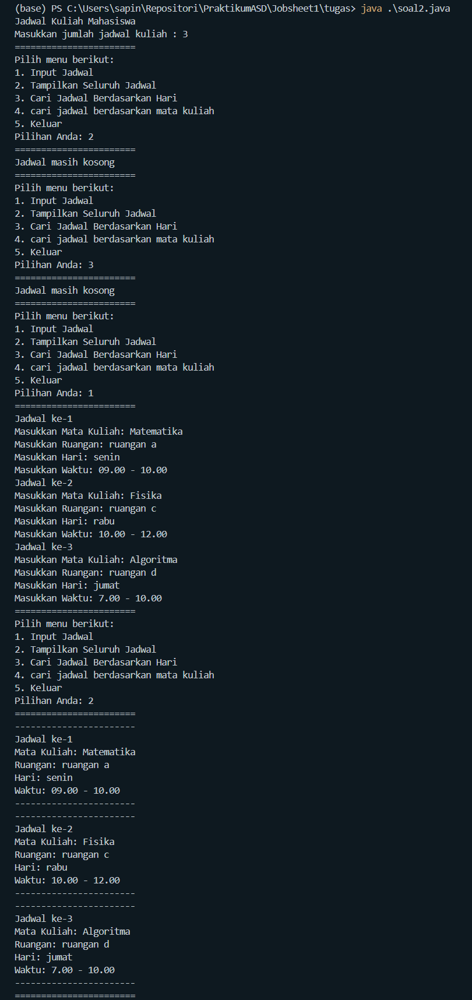 (base) PS C:\Users\sapin\Repositori\PraktikumASD\Jobsheet1\tugas> java .\soal2.java
Jadwal Kuliah Mahasiswa
Masukkan jumlah jadwal kuliah : 3
=======================
Pilih menu berikut:
1. Input Jadwal
2. Tampilkan Seluruh Jadwal
3. Cari Jadwal Berdasarkan Hari
4. cari jadwal berdasarkan mata kuliah
5. Keluar
Pilihan Anda: 2
=======================
Jadwal masih kosong
=======================
Pilih menu berikut:
1. Input Jadwal
2. Tampilkan Seluruh Jadwal
3. Cari Jadwal Berdasarkan Hari
4. cari jadwal berdasarkan mata kuliah
5. Keluar
Pilihan Anda: 3
=======================
Jadwal masih kosong
=======================
Pilih menu berikut:
1. Input Jadwal
2. Tampilkan Seluruh Jadwal
3. Cari Jadwal Berdasarkan Hari
4. cari jadwal berdasarkan mata kuliah
5. Keluar
Pilihan Anda: 1
=======================
Jadwal ke-1
Masukkan Mata Kuliah: Matematika
Masukkan Ruangan: ruangan a
Masukkan Hari: senin
Masukkan Waktu: 09.00 - 10.00
Jadwal ke-2
Masukkan Mata Kuliah: Fisika
Masukkan Ruangan: ruangan c
Masukkan Hari: rabu
Masukkan Waktu: 10.00 - 12.00
Jadwal ke-3
Masukkan Mata Kuliah: Algoritma
Masukkan Ruangan: ruangan d
Masukkan Hari: jumat
Masukkan Waktu: 7.00 - 10.00
=======================
Pilih menu berikut:
1. Input Jadwal
2. Tampilkan Seluruh Jadwal
3. Cari Jadwal Berdasarkan Hari
4. cari jadwal berdasarkan mata kuliah
5. Keluar
Pilihan Anda: 2
=======================
-----------------------
Jadwal ke-1
Mata Kuliah: Matematika
Ruangan: ruangan a
Hari: senin
Waktu: 09.00 - 10.00
-----------------------
-----------------------
Jadwal ke-2
Mata Kuliah: Fisika
Ruangan: ruangan c
Hari: rabu
Waktu: 10.00 - 12.00
-----------------------
-----------------------
Jadwal ke-3
Mata Kuliah: Algoritma
Ruangan: ruangan d
Hari: jumat
Waktu: 7.00 - 10.00
-----------------------
=======================